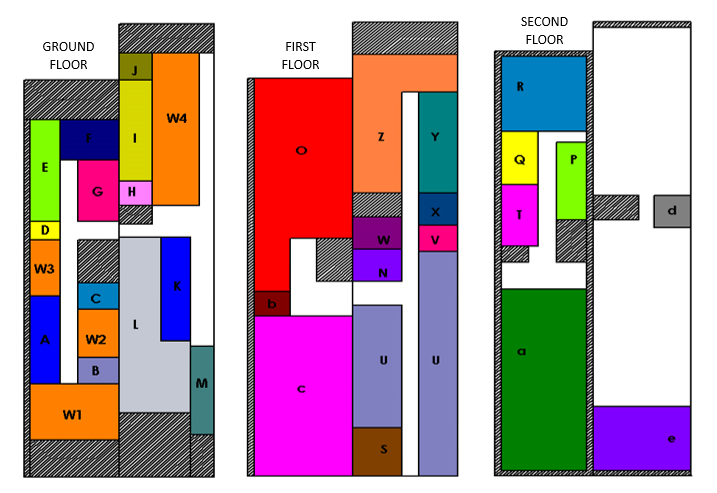 GROUND
FLOOR
FIRST
FLOOR
SECOND
FLOOR
J
I
W4
E
F
G
H
D
W3
C
K
L
A
W2
B
M
W1
O
Z
Y
X
W
V
N
b
U
U
c
S
R
Q
P
T
d
a
e